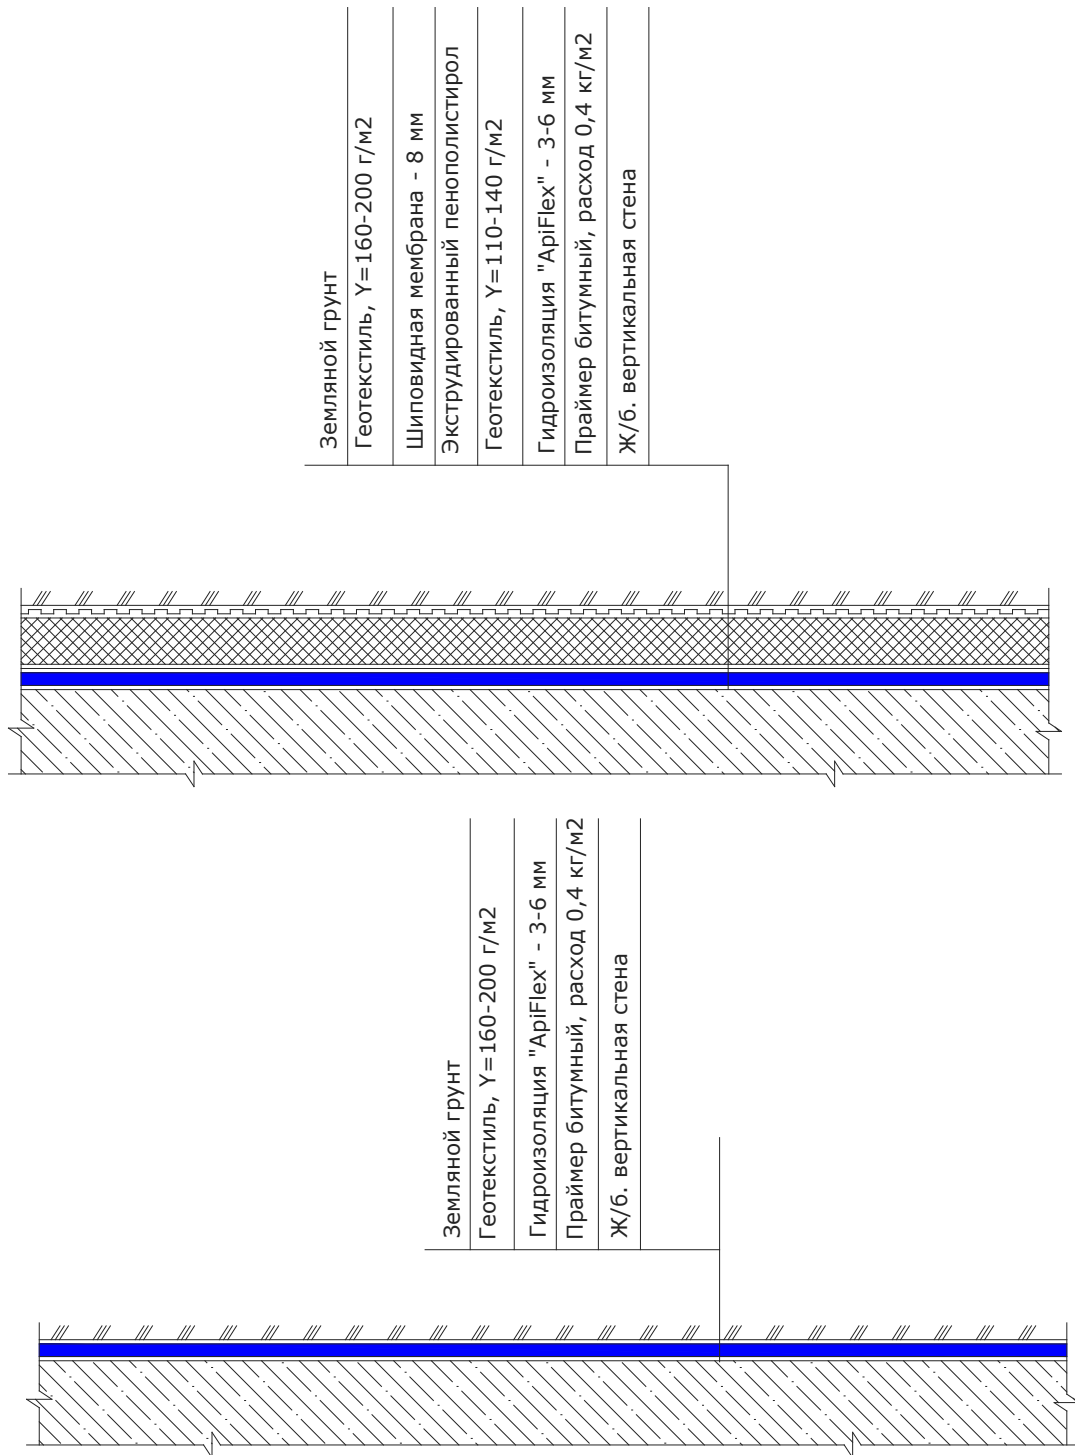 Земляной грунт
Геотекстиль, Y=160-200 г/м2
Шиповидная мембрана - 8 мм
Экструдированный пенополистирол
Геотекстиль, Y=110-140 г/м2
Гидроизоляция "ApiFlex" - 3-6 мм
Праймер битумный, расход 0,4 кг/м2
Ж/б. вертикальная стена
Земляной грунт
Геотекстиль, Y=160-200 г/м2
Гидроизоляция "ApiFlex" - 3-6 мм
Праймер битумный, расход 0,4 кг/м2
Ж/б. вертикальная стена